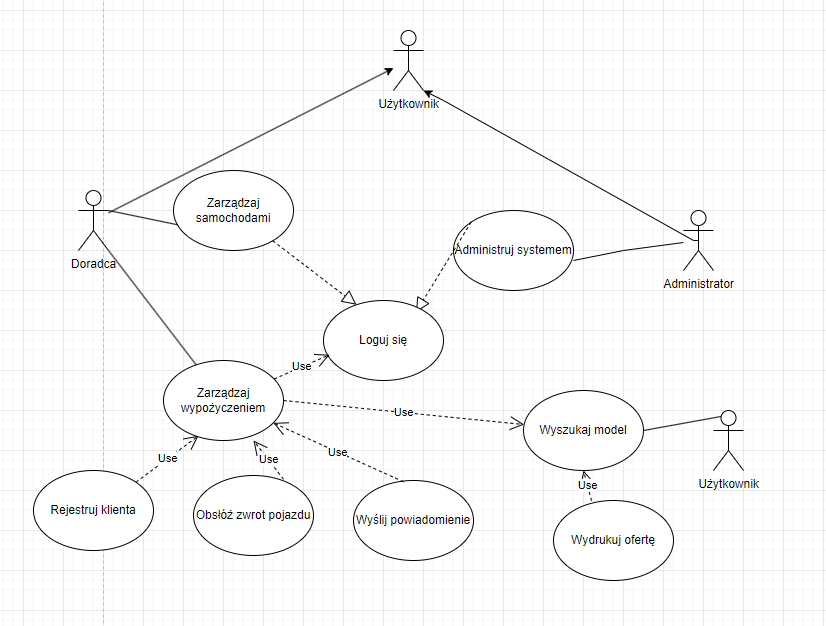 Użytkownik
Zarządzaj
samochodami
Administruj systemem
Doradca
Administrator
Loguj się
Use
Zarządzaj
wypożyczeniem
Use
Wyszukaj model
Use
Use
Use
Użytkownik
Use
Rejestruj klienta
Obsłóż zwrot pojazdu
Wyślij powiadomienie
Wydrukuj ofertę